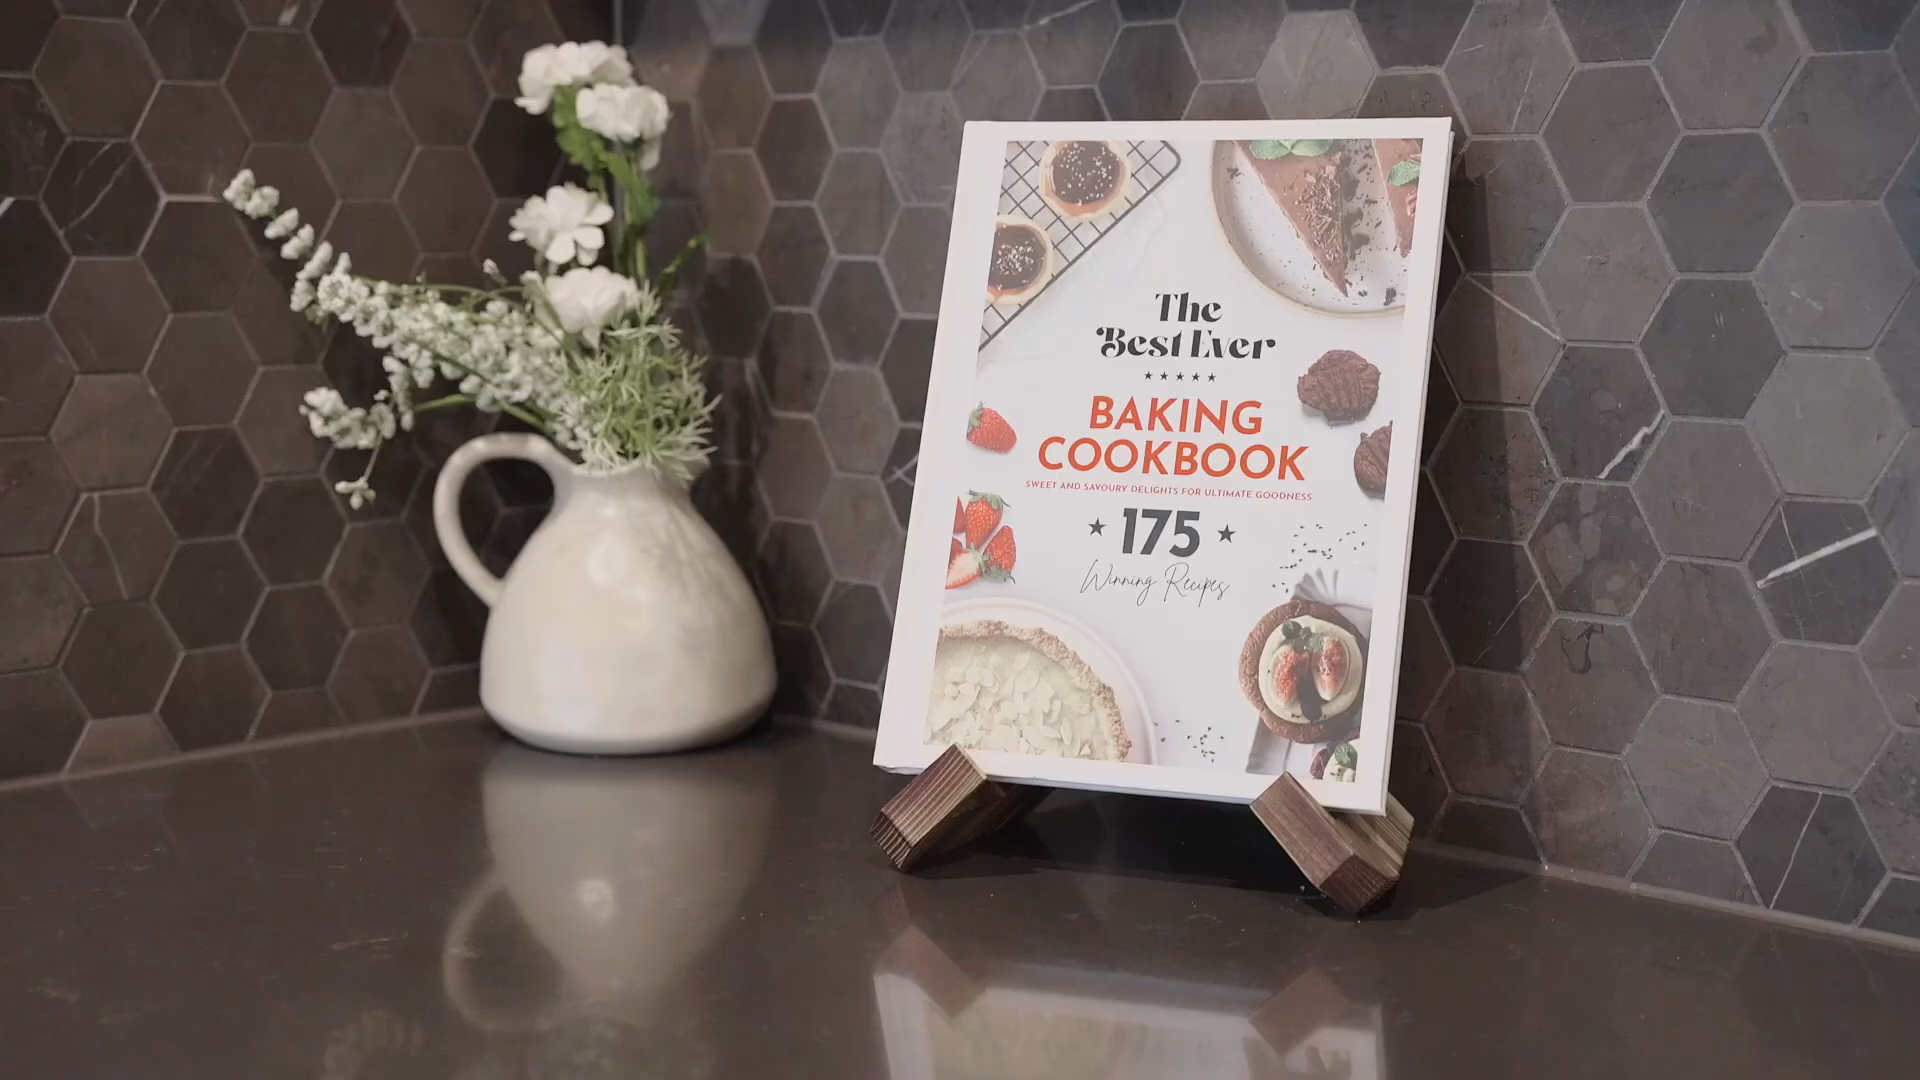 The
Best Ever
BAKING
COOKBOOK
SWEET AND SAVOURY DELIGHTS FOR ULTIMATE GOODNESS
175
Winning Recipes